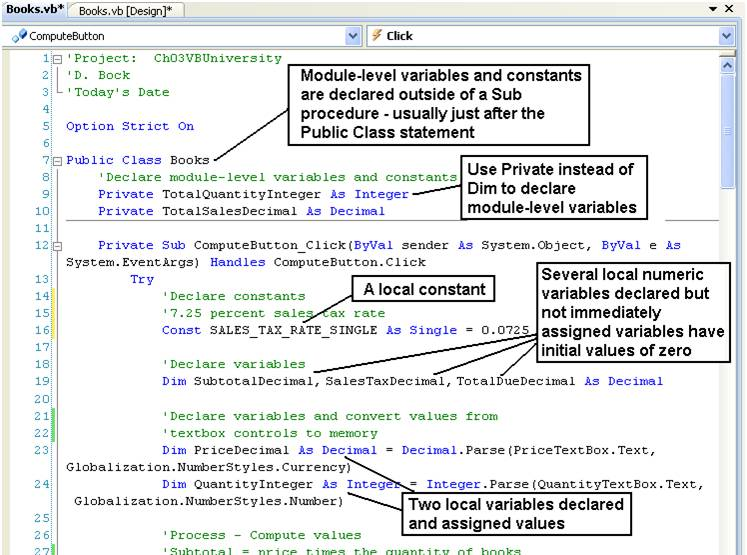 Books.vb* Books.vb [Design]*
ComputeButton Click
1 'Project: Ch03VBUniversity
2 'D. Bock
3 'Today's Date
4
5 Option Strict On
6
7 Public Class Books
8 'Declare module-level variables and constants
9 Private TotalQuantityInteger As Integer
10 Private TotalSalesDecimal As Decimal
11
12 Private Sub ComputeButton_Click(ByVal sender As System.Object, ByVal e As
System.EventArgs) Handles ComputeButton.Click
13 Try
14 'Declare constants
15 '7.25 percent sales tax rate
16 Const SALES_TAX_RATE_SINGLE As Single = 0.0725
17
18 'Declare variables
19 Dim SubtotalDecimal, SalesTaxDecimal, TotalDueDecimal As Decimal
20
21 'Declare variables and convert values from
22 'textbox controls to memory
23 Dim PriceDecimal As Decimal = Decimal.Parse(PriceTextBox.Text,
Globalization.NumberStyles.Currency)
24 Dim QuantityInteger As Integer = Integer.Parse(QuantityTextBox.Text,
Globalization.NumberStyles.Number)
25
26 'Process - Compute values
27 'Subtotal = price times the quantity of books
Module-level variables and constants
are declared outside of a Sub
procedure - usually just after the
Public Class statement
Use Private instead of
Dim to declare
module-level variables
A local constant
Several local numeric
variables declared but
not immediately
assigned variables have
initial values of zero
Two local variables declared
and assigned values